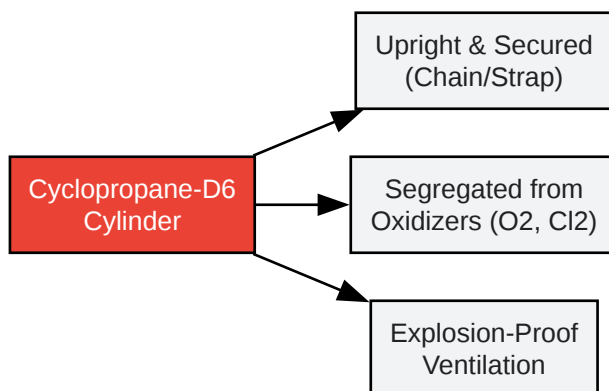 Upright & Secured
(Chain/Strap)
Cyclopropane-D6
Cylinder
Segregated from
Oxidizers (O2, Cl2)
Explosion-Proof
Ventilation